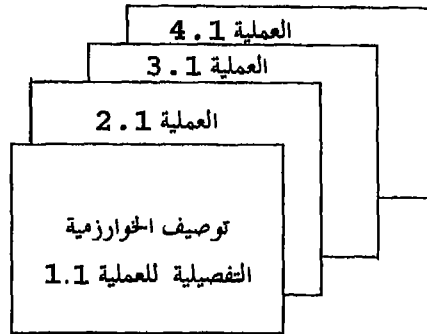 العملية 4.1
العملية 3.1
العملية 2.1
توصيف الخوارزمية
التفصيلية للعملية 1.1